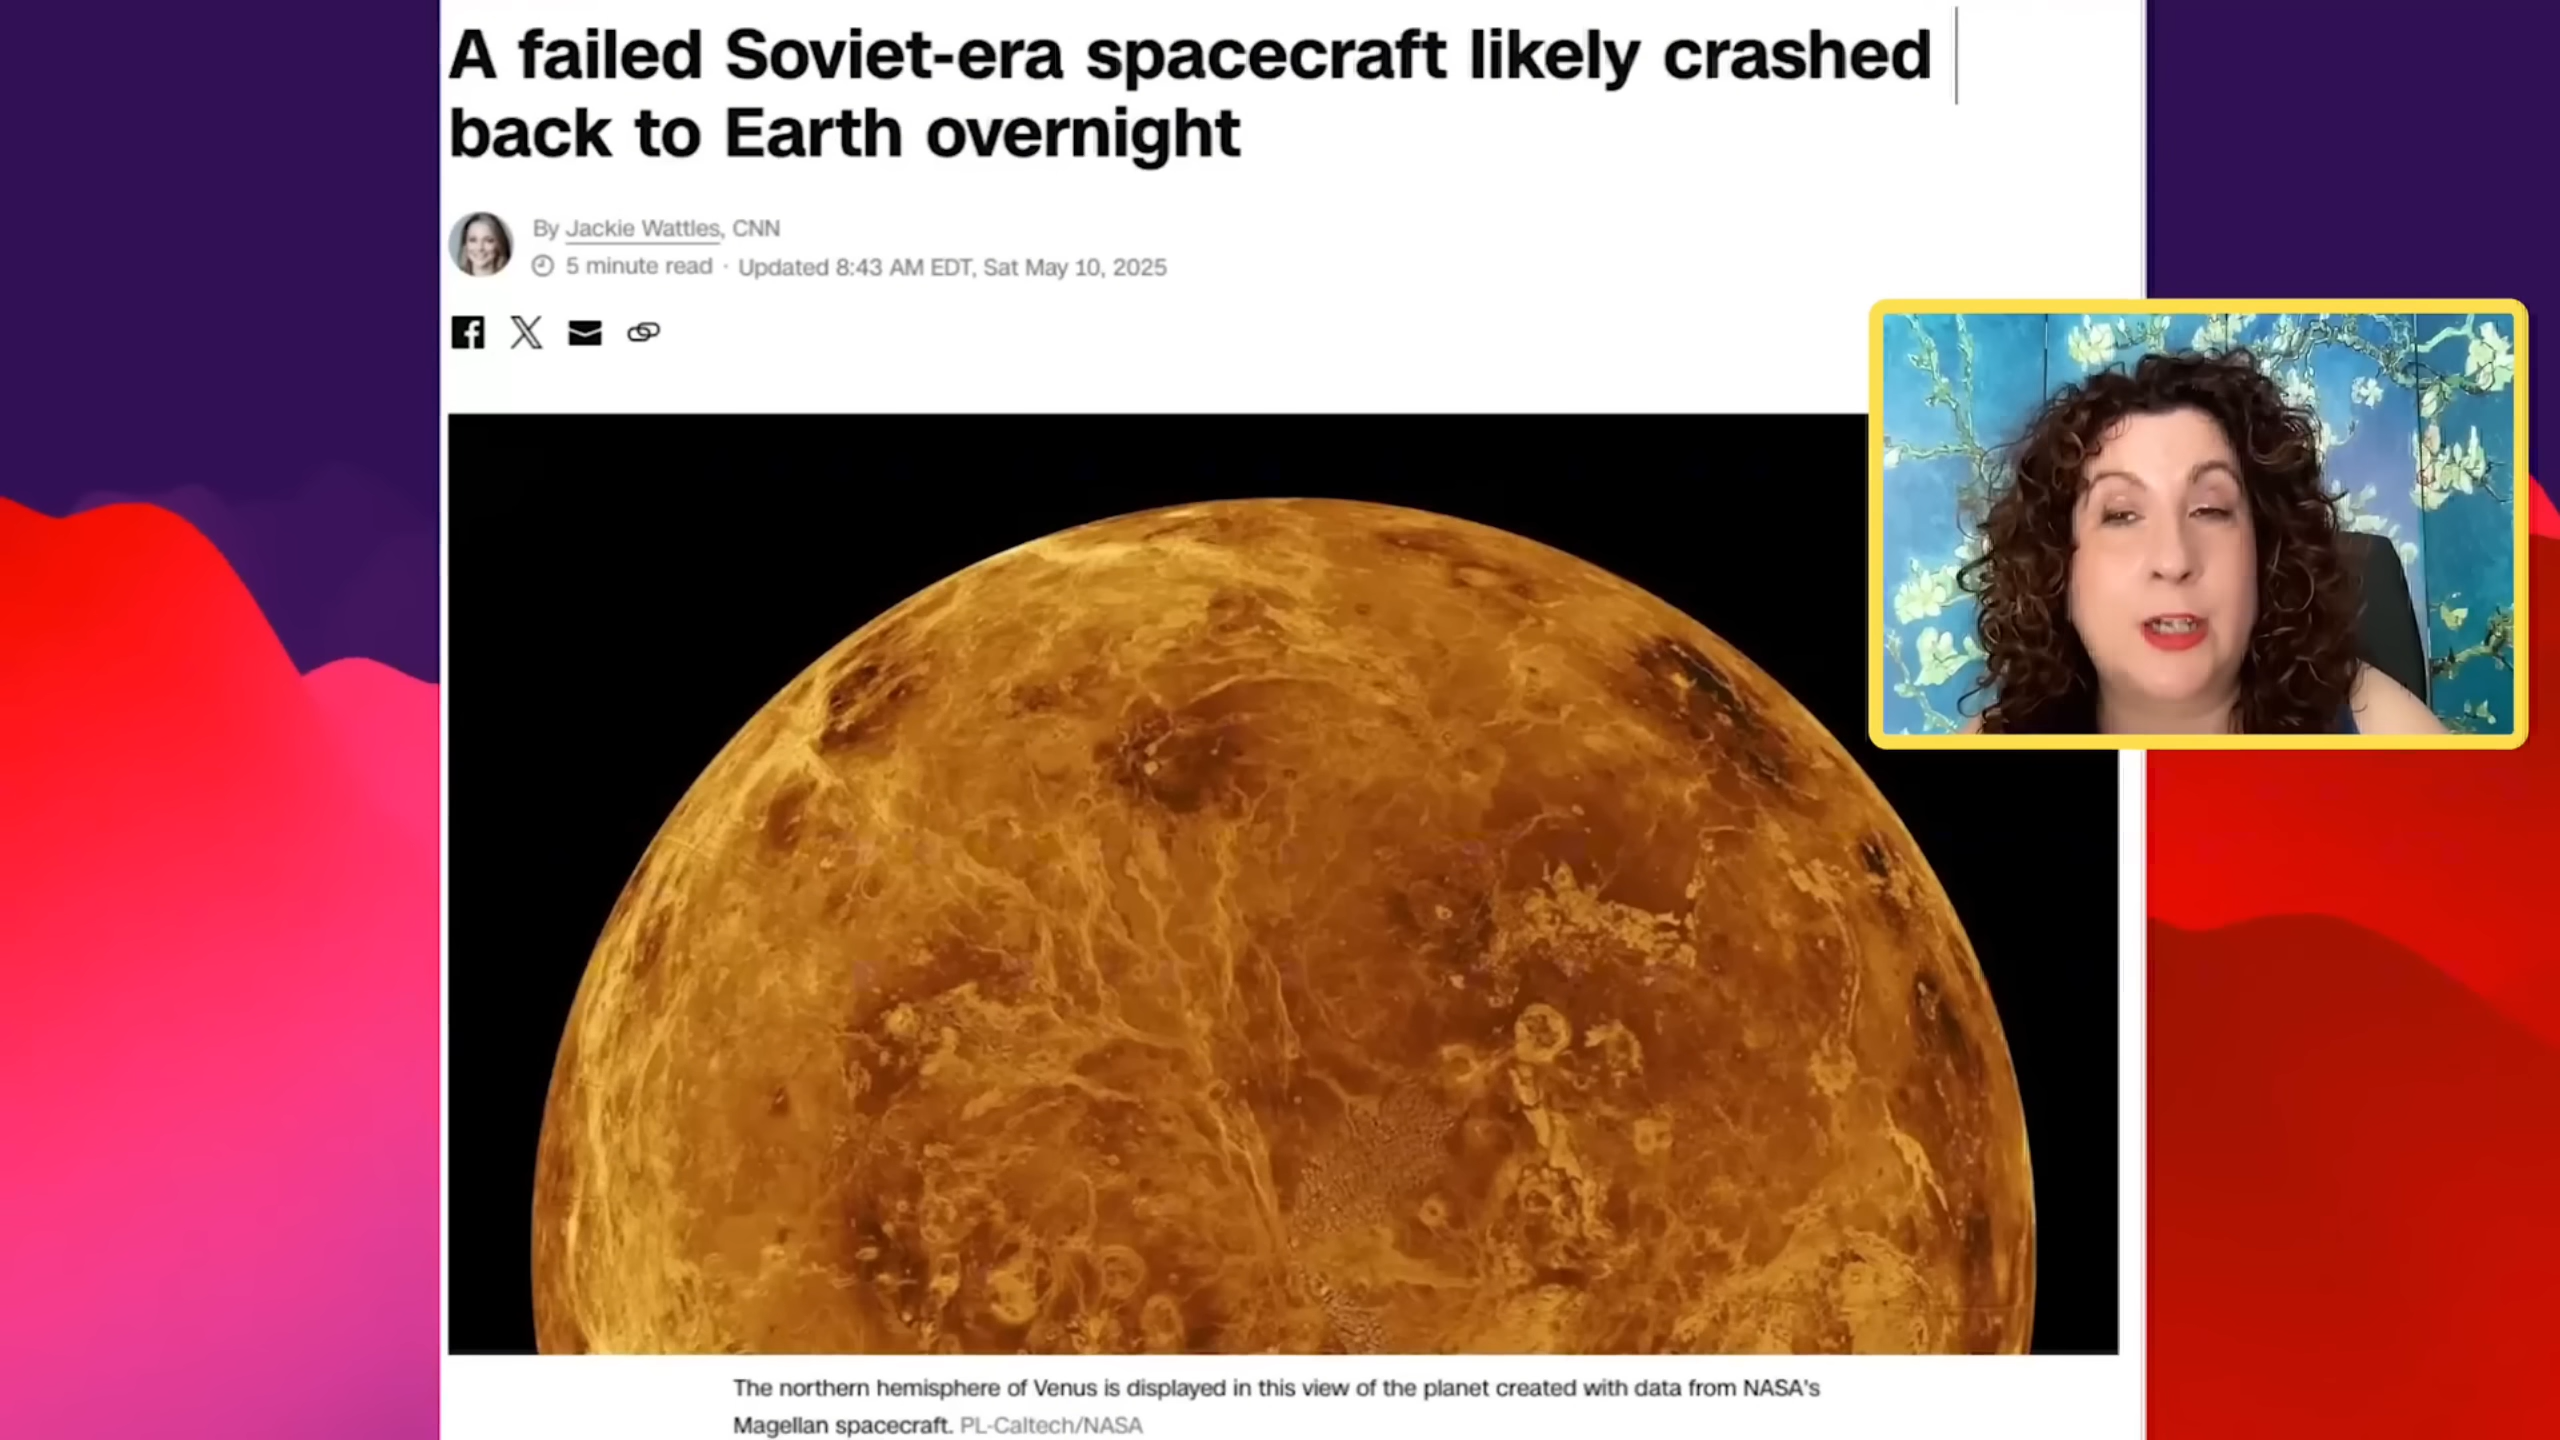 A failed Soviet-era spacecraft likely crashed
back to Earth overnight
By Jackie Wattles, CNN
5 minute read · Updated 8:43 AM EDT, Sat May 10, 2025
The northern hemisphere of Venus is displayed in this view of the planet created with data from NASA's
Magellan spacecraft. PL-Caltech/NASA